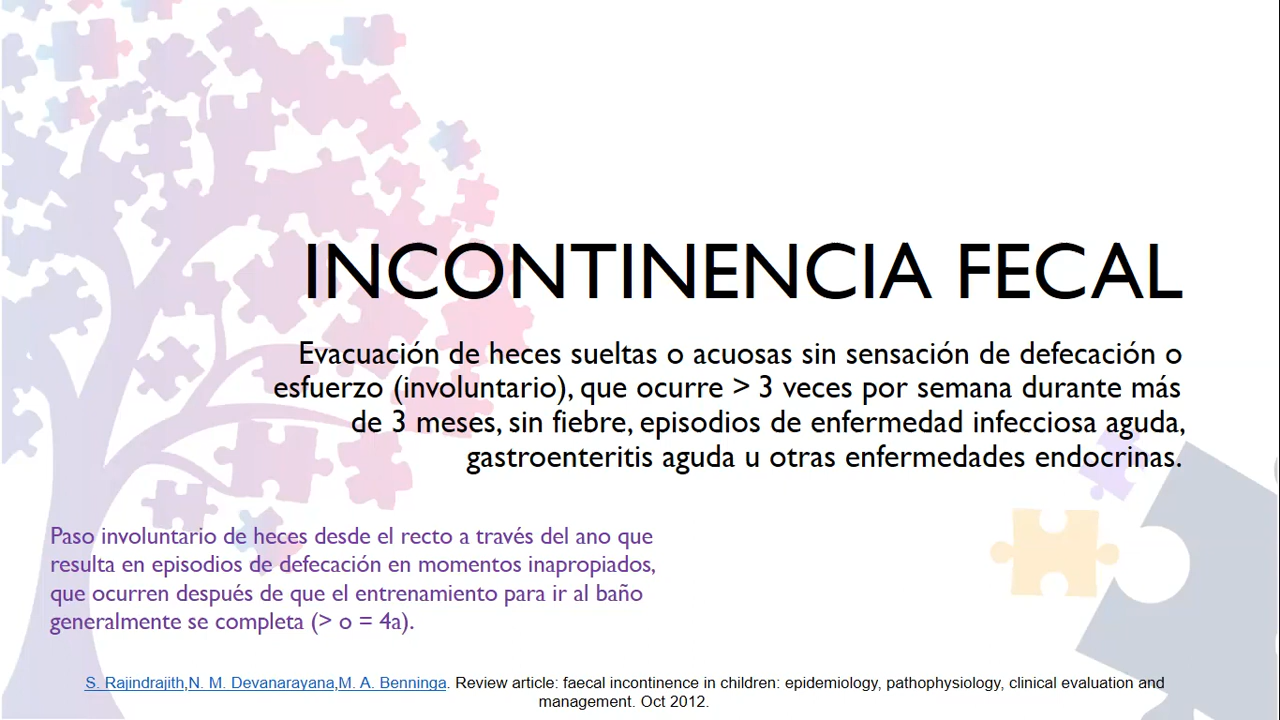 INCONTINENCIA FECAL
Evacuación de heces sueltas o acuosas sin sensación de defecación o
esfuerzo (involuntario), que ocurre > 3 veces por semana durante más
de 3 meses, sin fiebre, episodios de enfermedad infecciosa aguda,
gastroenteritis aguda u otras enfermedades endocrinas.
Paso involuntario de heces desde el recto a través del ano que
resulta en episodios de defecación en momentos inapropiados,
que ocurren después de que el entrenamiento para ir al baño
generalmente se completa (> o = 4a).
S. Rajindrajith,N. M. Devanarayana,M. A. Benninga. Review article: faecal incontinence in children: epidemiology, pathophysiology, clinical evaluation and
management. Oct 2012.